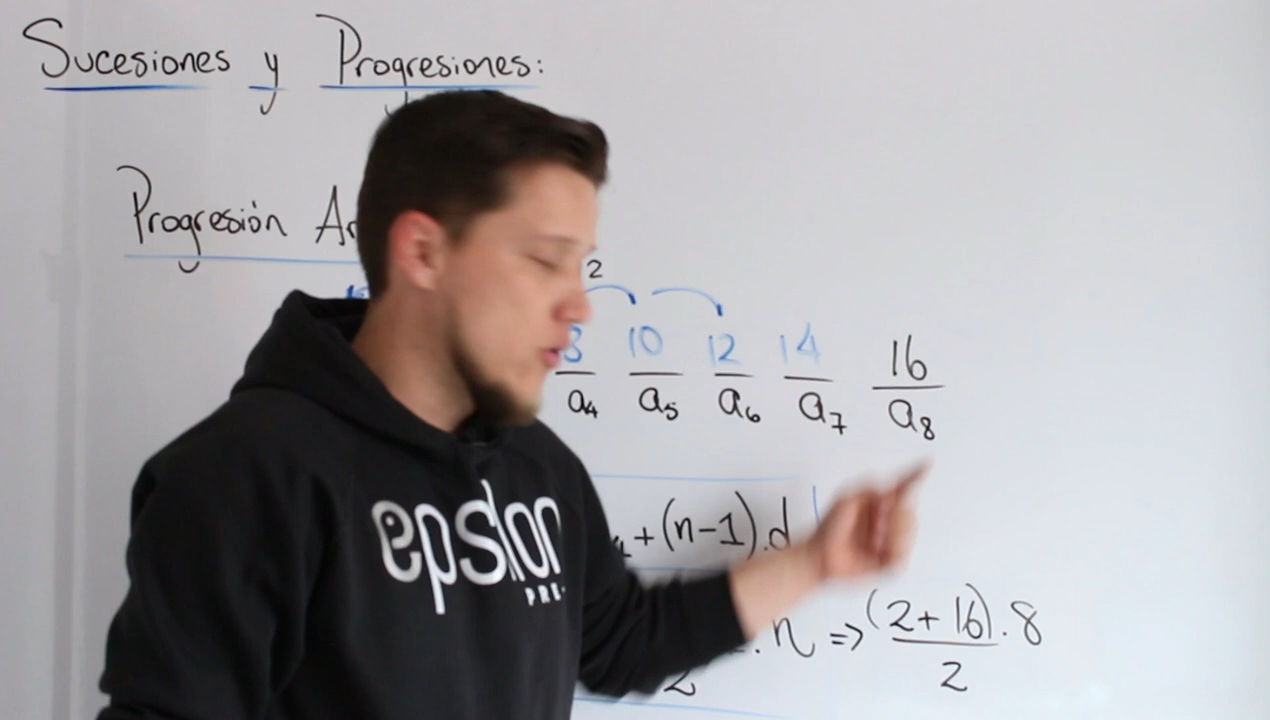 Sucesiones y Progresiones:
Progresión Ar
2
8 10 12 14 16
a4 a5 a6 a7 a8
+(n-1).d
. n => (2+16).8
2 2
epsilon
PRE-